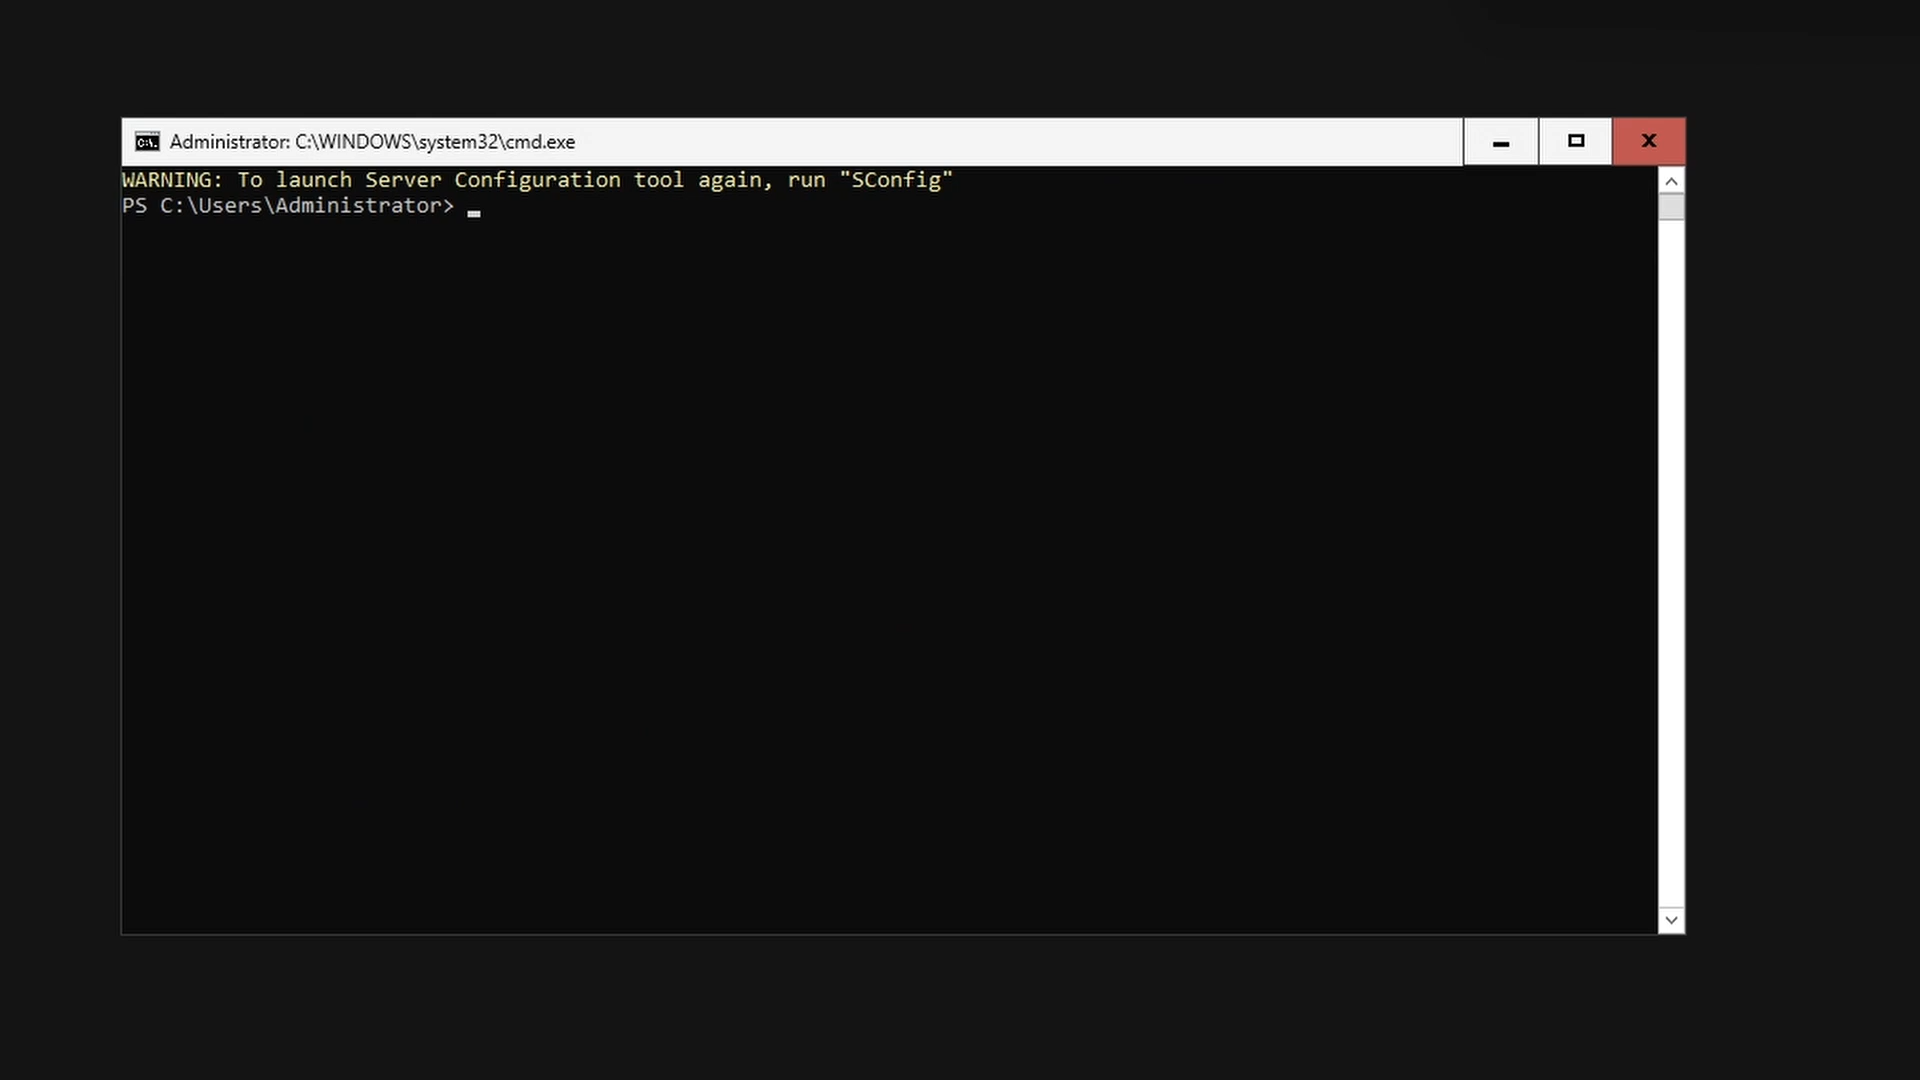 Administrator: C:\WINDOWS\system32\cmd.exe
WARNING: To launch Server Configuration tool again, run "SConfig"
PS C:\Users\Administrator>